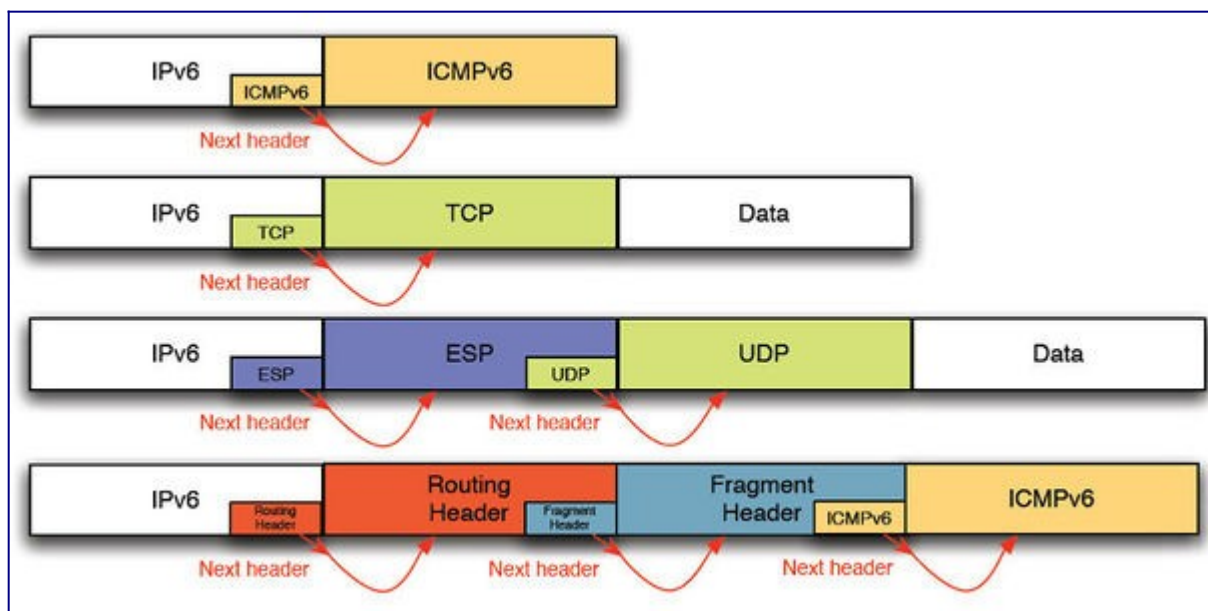 IPv6
ICMPv6
ICMPv6
Next header
IPv6
TCP
TCP
Data
Next header
IPv6
ESP
ESP
UDP
UDP
Data
Next header
Next header
IPv6
Routing
Header
Routing
Header
Fragment
Header
Fragment
Header
ICMPv6
ICMPv6
Next header
Next header
Next header